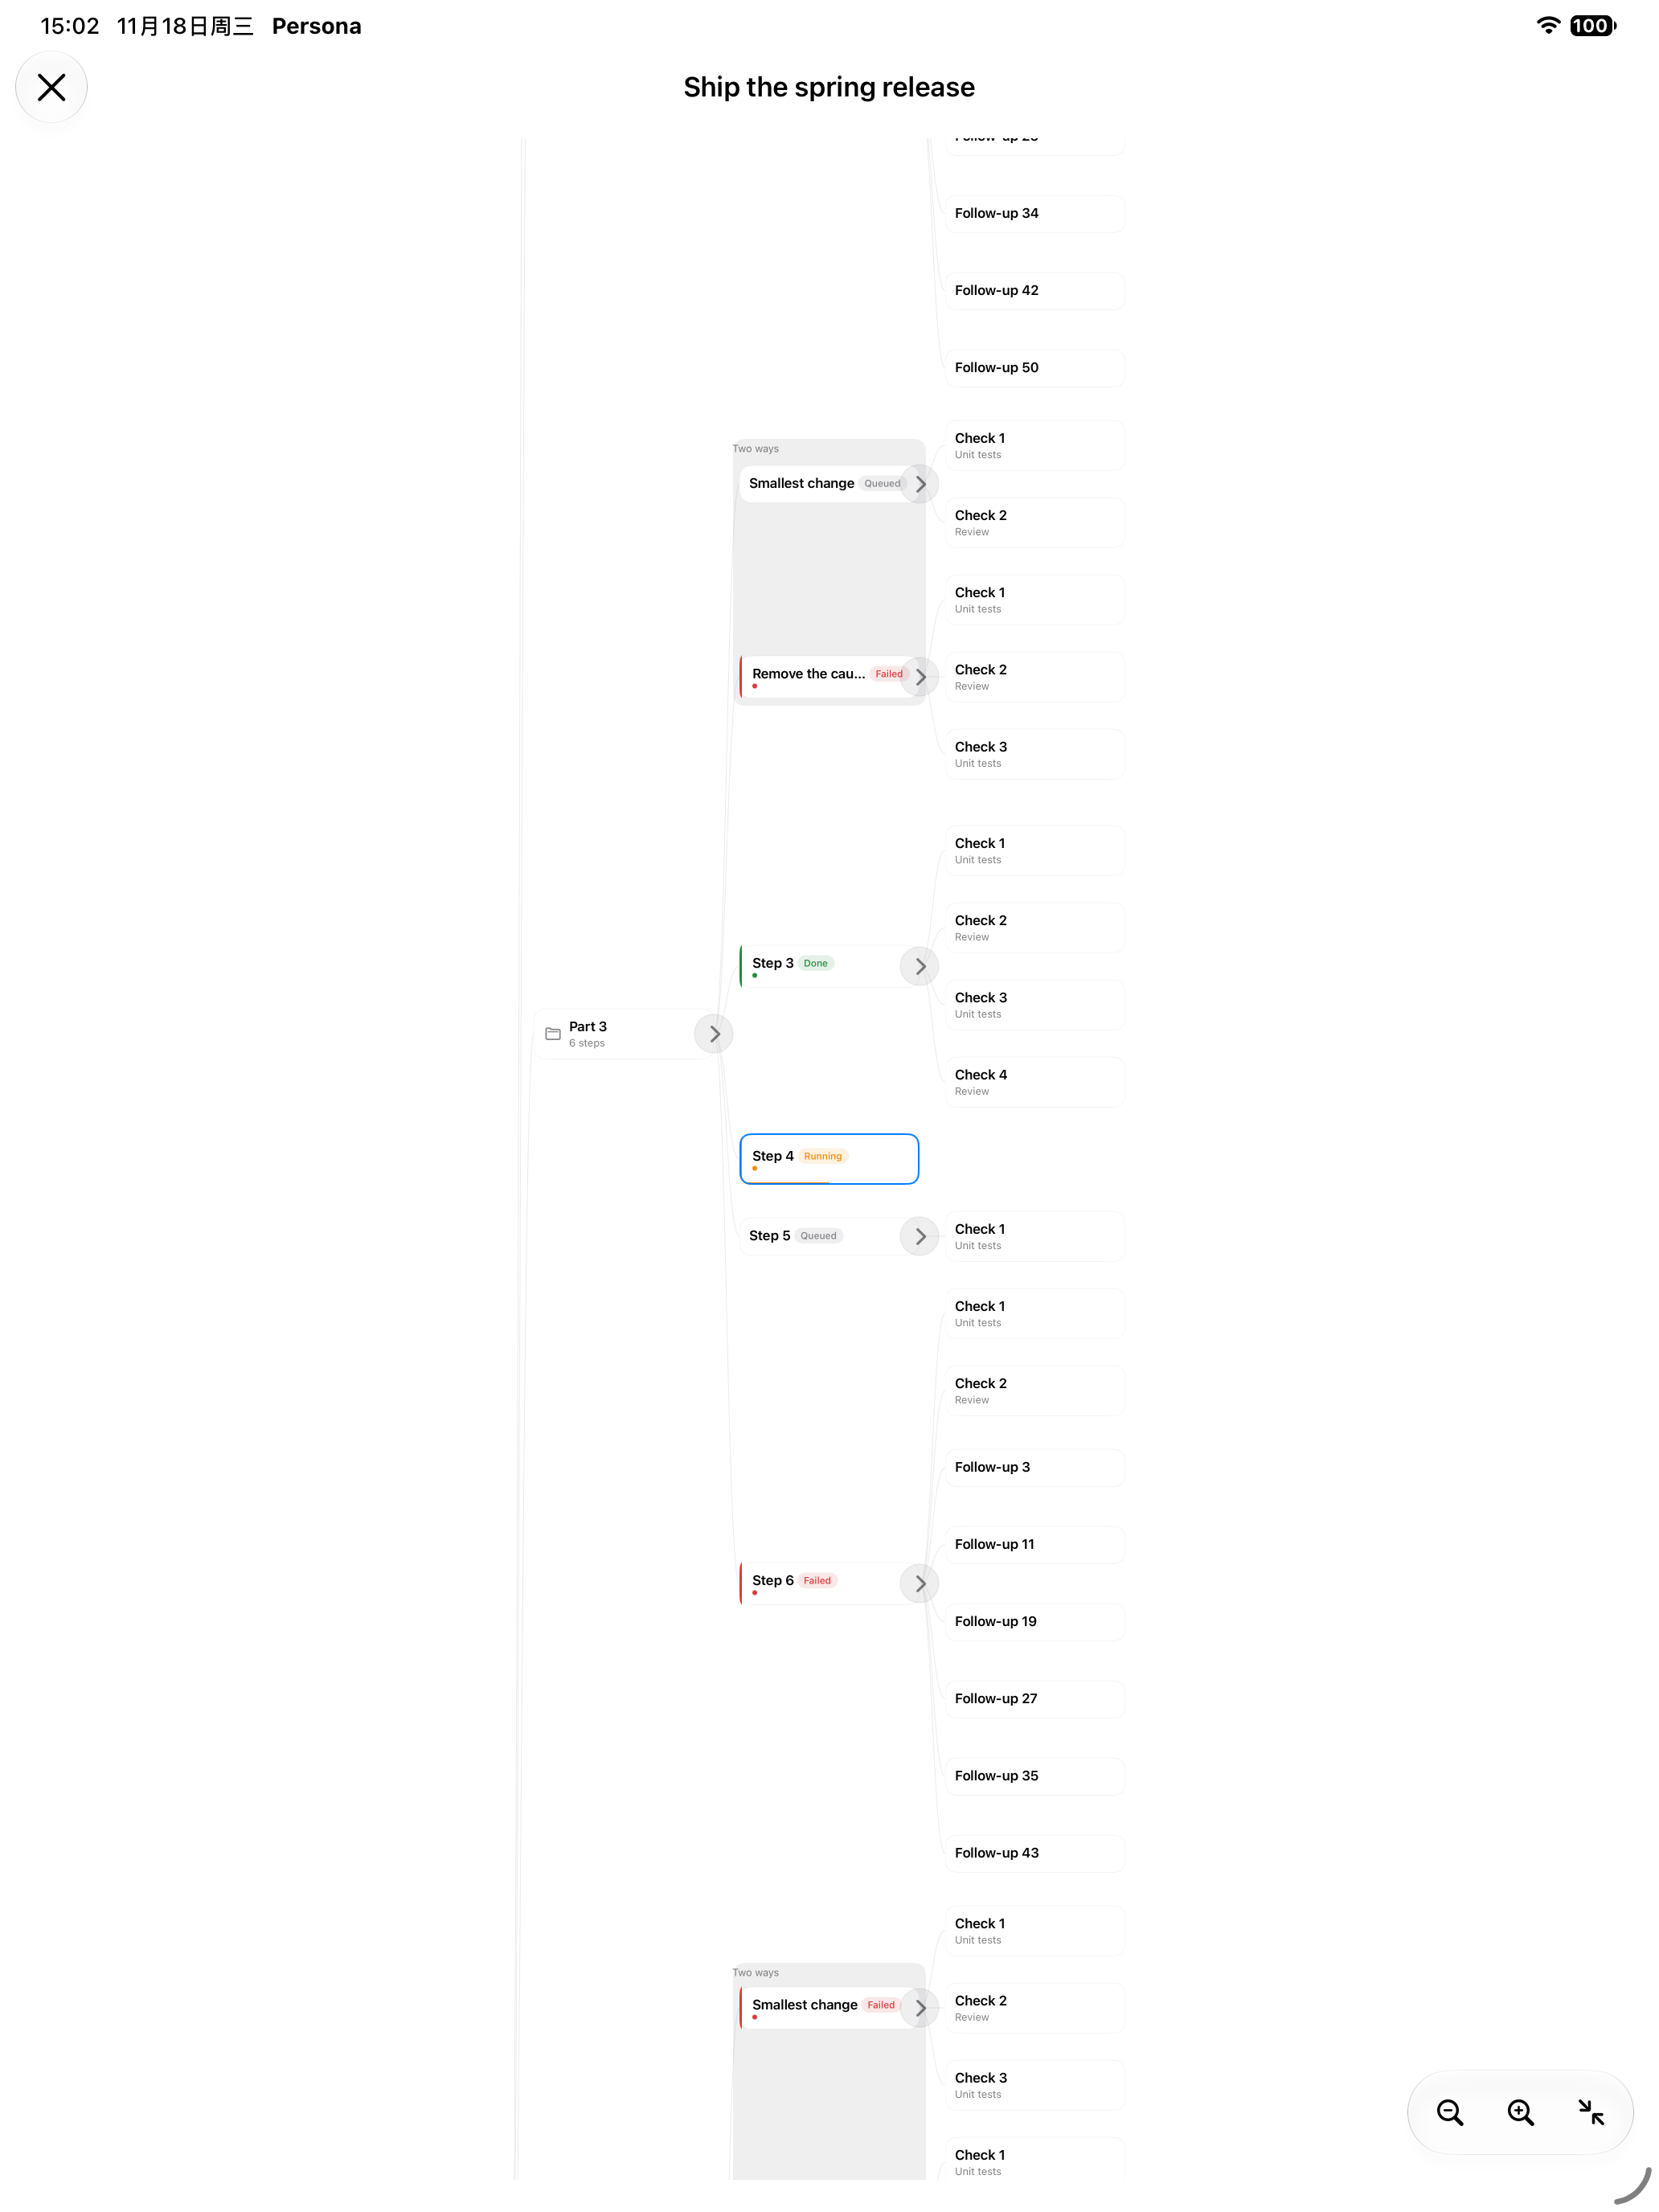 15:02 11月18日周三 Persona
100
Ship the spring release
Follow-up 34
Follow-up 42
Follow-up 50
Two ways
Smallest change Queued
Check 1
Unit tests
Check 2
Review
Check 1
Unit tests
Remove the cau... Failed
Check 2
Review
Check 3
Unit tests
Check 1
Unit tests
Check 2
Review
Step 3 Done
Check 3
Unit tests
Part 3
6 steps
Check 4
Review
Step 4 Running
Step 5 Queued
Check 1
Unit tests
Check 1
Unit tests
Check 2
Review
Follow-up 3
Follow-up 11
Step 6 Failed
Follow-up 19
Follow-up 27
Follow-up 35
Follow-up 43
Check 1
Unit tests
Two ways
Smallest change Failed
Check 2
Review
Check 3
Unit tests
Check 1
Unit tests